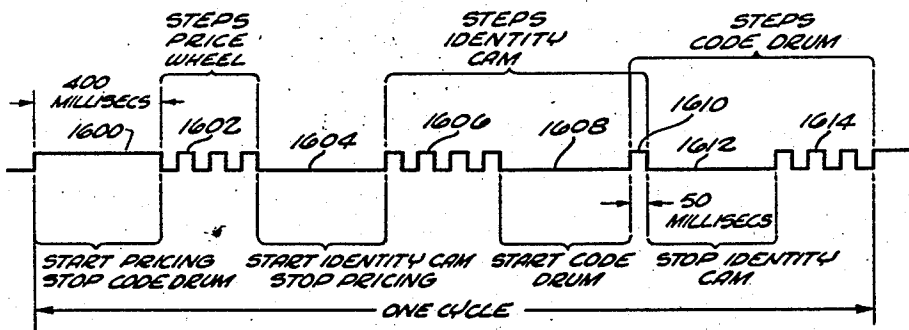 STEPS
PRICE
WHEEL
STEPS
IDENTITY
CAM
STEPS
CODE DRUM
400
MILLISECS
1600
1602
1604
1606
1608
1610
1612
1614
50
MILLISECS
START PRICING
STOP CODE DRUM
START IDENTITY CAM
STOP PRICING
START CODE
DRUM
STOP IDENTITY
CAM
ONE CYCLE